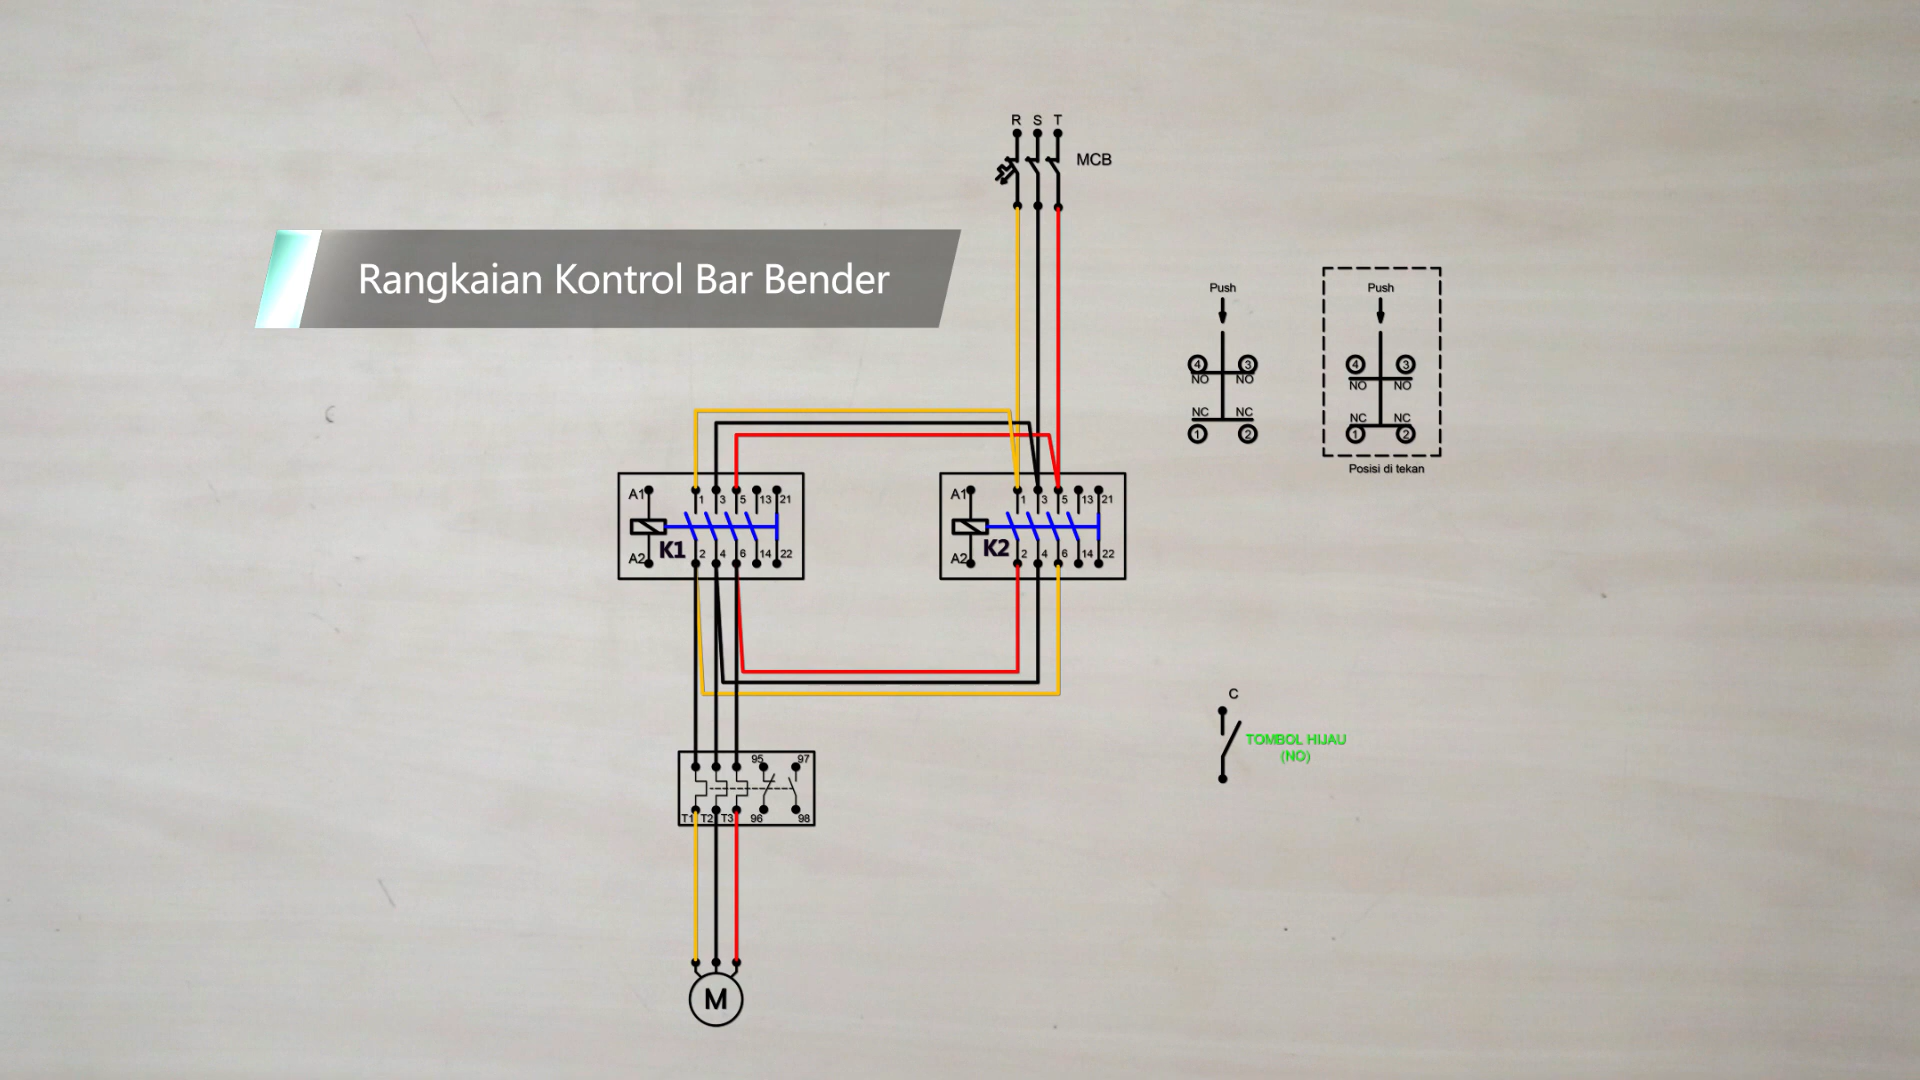 R S T
MCB
Rangkaian Kontrol Bar Bender
Push
Push
4 3
NO NO
NC NC
1 2
4 3
NO NO
NC NC
1 2
Posisi di tekan
A1 1 3 5 13 21
K1
A2 2 4 6 14 22
A1 1 3 5 13 21
K2
A2 2 4 6 14 22
C
TOMBOL HIJAU
(NO)
95 97
T1 T2 T3 96 98
M